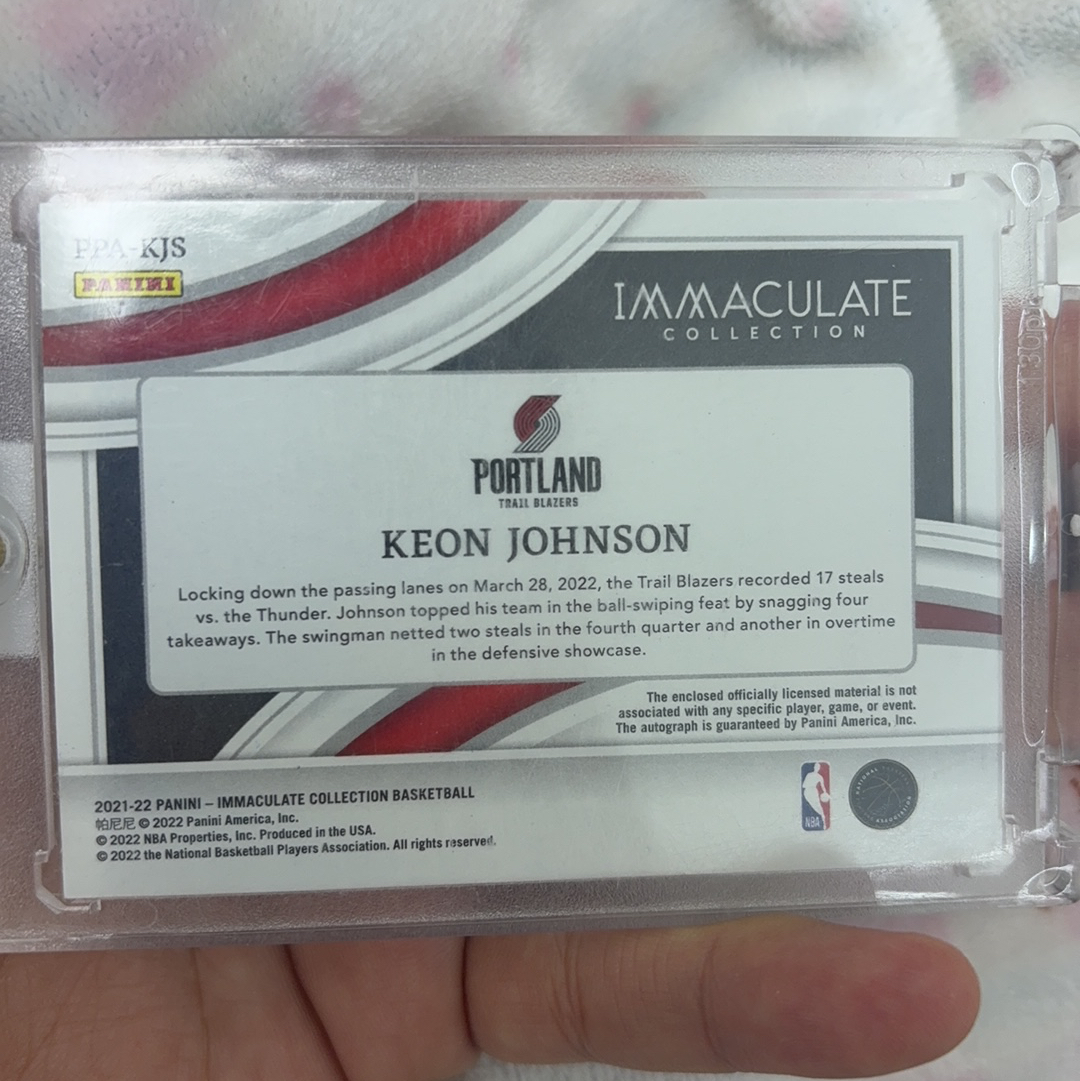 FPA-KJS
PANINI
IMMACULATE
COLLECTION
PORTLAND
TRAIL BLAZERS
KEON JOHNSON
Locking down the passing lanes on March 28, 2022, the Trail Blazers recorded 17 steals
vs. the Thunder. Johnson topped his team in the ball-swiping feat by snagging four
takeaways. The swingman netted two steals in the fourth quarter and another in overtime
in the defensive showcase.
The enclosed officially licensed material is not
associated with any specific player, game, or event.
The autograph is guaranteed by Panini America, Inc.
2021-22 PANINI – IMMACULATE COLLECTION BASKETBALL
帕尼尼 © 2022 Panini America, Inc.
© 2022 NBA Properties, Inc. Produced in the USA.
© 2022 the National Basketball Players Association. All rights reserved.
NBA